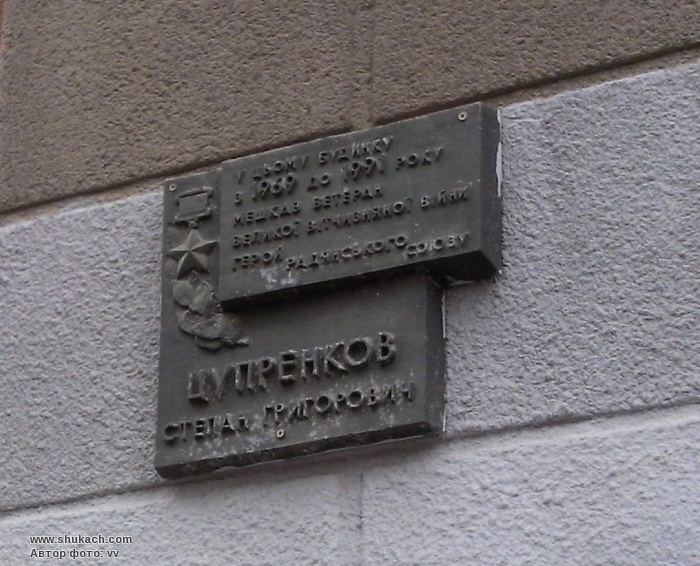 У ЦЬОМУ БУДИНКУ
З 1969 ДО 1991 РОКУ
МЕШКАВ ВЕТЕРАН
ВЕЛИКОЇ ВІТЧИЗНЯНОЇ ВІЙНИ
ГЕРОЙ РАДЯНСЬКОГО СОЮЗУ
ЦУПРЕНКОВ
СТЕПАН ГРИГОРОВИЧ
www.shukach.com
Автор фото: vv